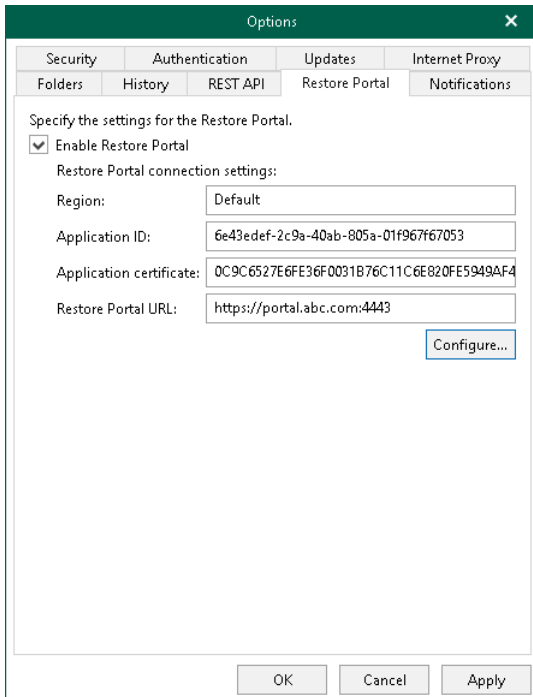 Options
Security Authentication Updates Internet Proxy
Folders History REST API Restore Portal Notifications
Specify the settings for the Restore Portal.
Enable Restore Portal
Restore Portal connection settings:
Region: Default
Application ID: 6e43edef-2c9a-40ab-805a-01f967f67053
Application certificate: 0C9C6527E6FE36F0031B76C11C6E820FE5949AF4
Restore Portal URL: https://portal.abc.com:4443
Configure...
OK Cancel Apply